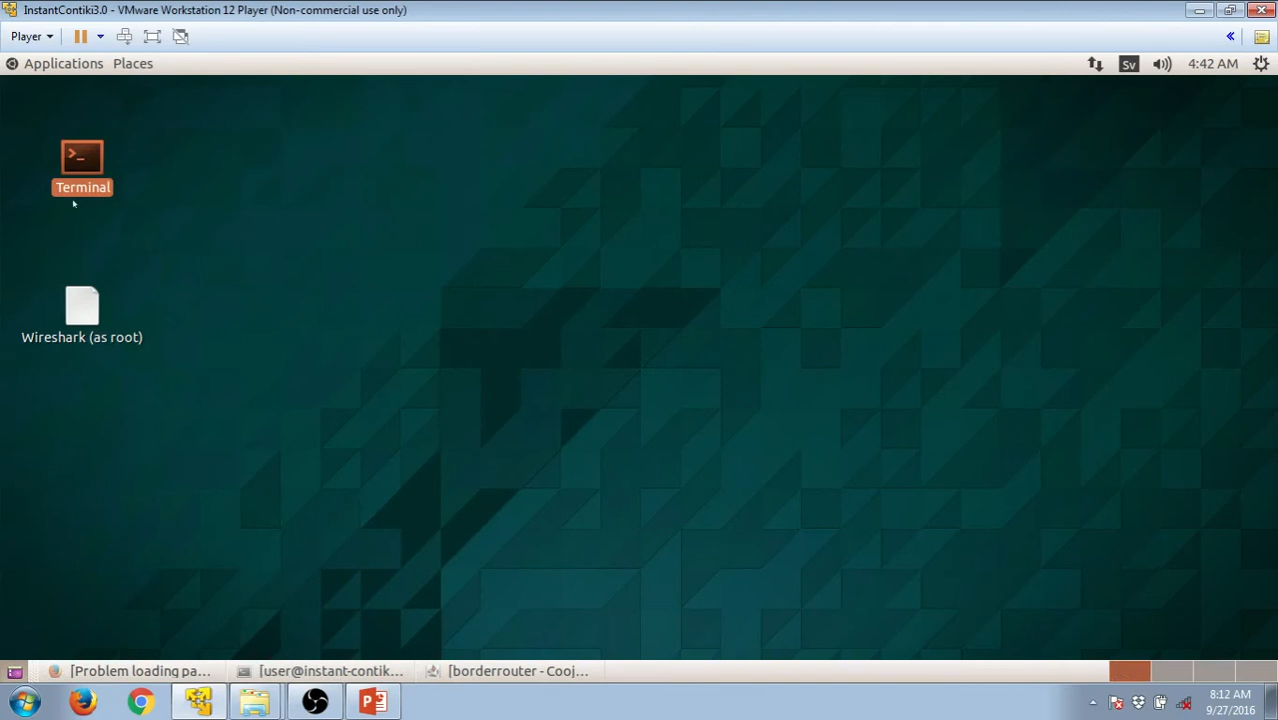 InstantContiki3.0 - VMware Workstation 12 Player (Non-commercial use only)
Player
Applications Places
Sv
4:42 AM
Terminal
Wireshark (as root)
[Problem loading pa...
[user@instant-contik...
[borderrouter - Cooj...
8:12 AM
9/27/2016